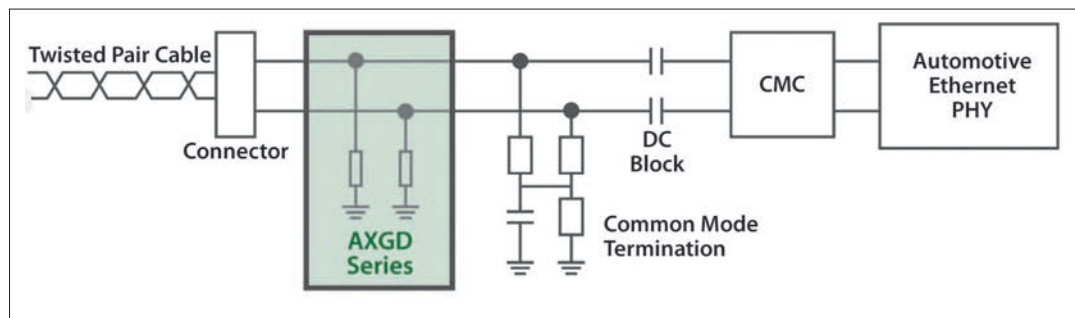 Twisted Pair Cable
Connector
AXGD
Series
DC
Block
Common Mode
Termination
CMC
Automotive
Ethernet
PHY